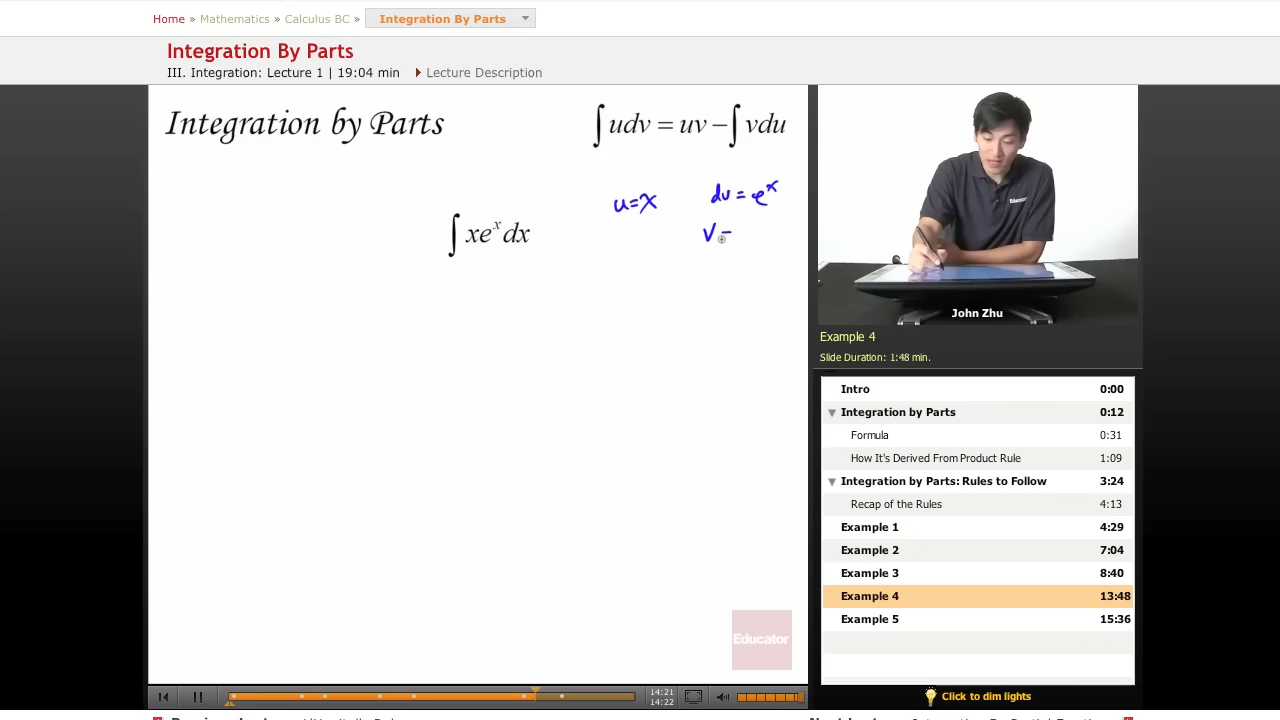 Home » Mathematics » Calculus BC » Integration By Parts
Integration By Parts
III. Integration: Lecture 1 | 19:04 min Lecture Description
Integration by Parts
∫udv = uv − ∫vdu
u=x dv = eˣ
v =
∫xeˣdx
Educator
John Zhu
Example 4
Slide Duration: 1:48 min.
Intro 0:00
Integration by Parts 0:12
Formula 0:31
How It's Derived From Product Rule 1:09
Integration by Parts: Rules to Follow 3:24
Recap of the Rules 4:13
Example 1 4:29
Example 2 7:04
Example 3 8:40
Example 4 13:48
Example 5 15:36
Educator
14:21
14:22
Click to dim lights